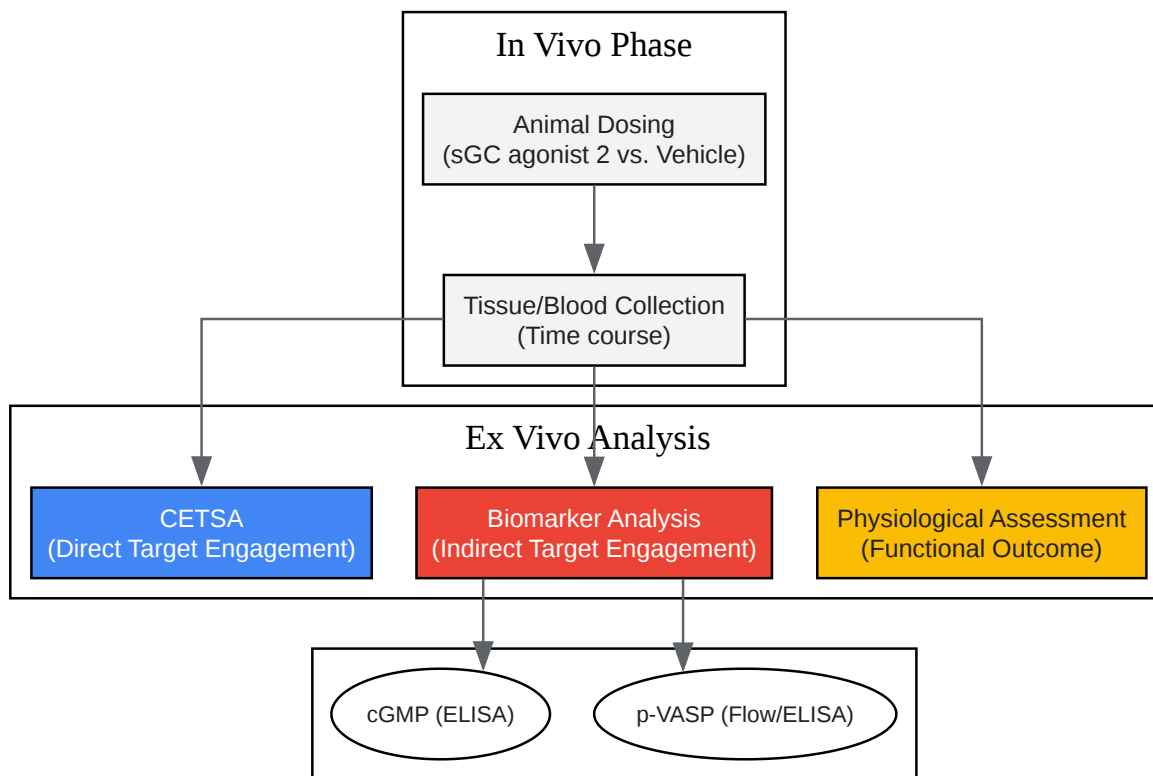 In Vivo Phase
Animal Dosing
(sGC agonist 2 vs. Vehicle)
Tissue/Blood Collection
(Time course)
Ex Vivo Analysis
CETSA
(Direct Target Engagement)
Biomarker Analysis
(Indirect Target Engagement)
Physiological Assessment
(Functional Outcome)
cGMP (ELISA)
p-VASP (Flow/ELISA)